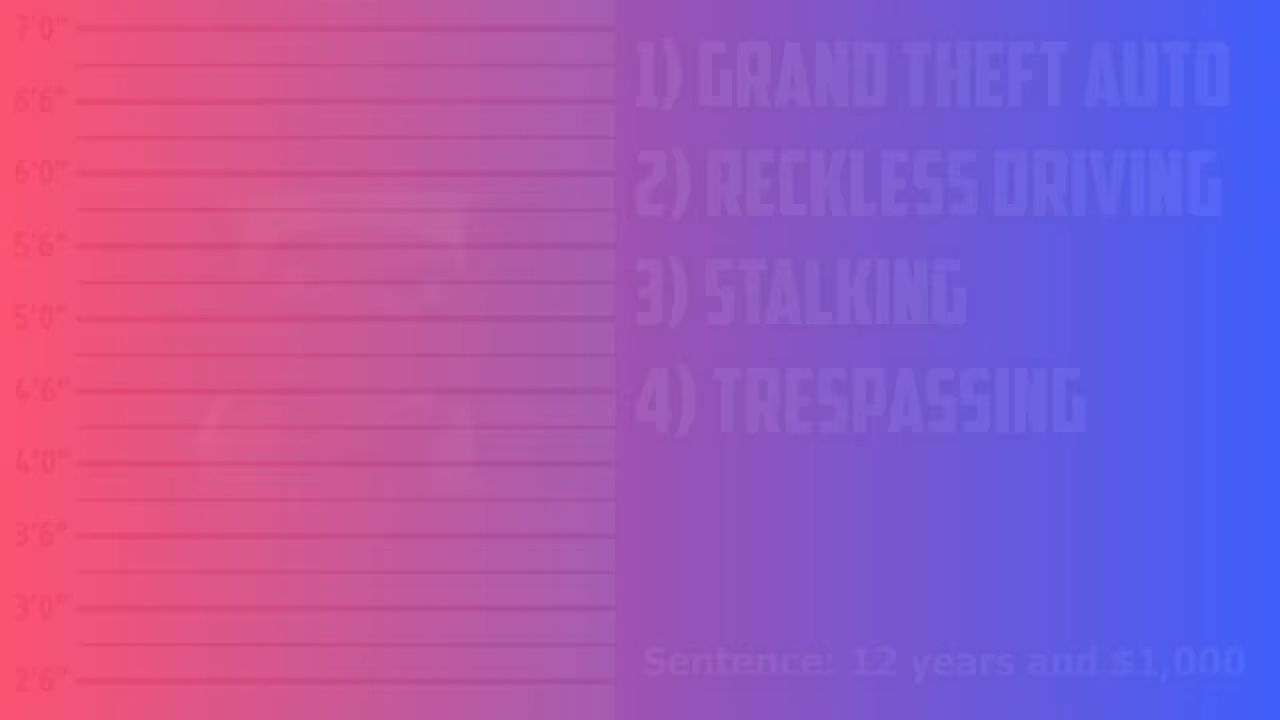 7'0"
6'6"
6'0"
5'6"
5'0"
4'6"
4'0"
3'6"
3'0"
2'6"
1) GRAND THEFT AUTO
2) RECKLESS DRIVING
3) STALKING
4) TRESPASSING
Sentence: 12 years and $1,000